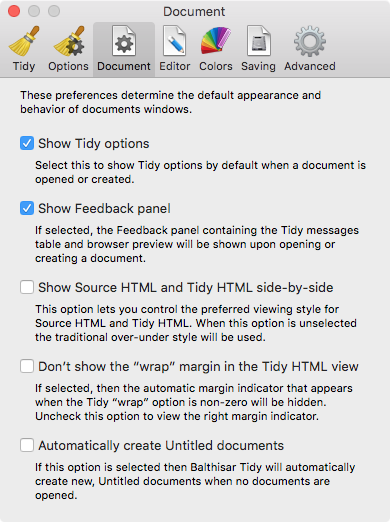 Document
Tidy Options Document Editor Colors Saving Advanced
These preferences determine the default appearance and
behavior of documents windows.
Show Tidy options
Select this to show Tidy options by default when a document is
opened or created.
Show Feedback panel
If selected, the Feedback panel containing the Tidy messages
table and browser preview will be shown upon opening or
creating a document.
Show Source HTML and Tidy HTML side-by-side
This option lets you control the preferred viewing style for
Source HTML and Tidy HTML. When this option is unselected
the traditional over-under style will be used.
Don’t show the “wrap” margin in the Tidy HTML view
If selected, then the automatic margin indicator that appears
when the Tidy “wrap” option is non-zero will be hidden.
Uncheck this option to view the right margin indicator.
Automatically create Untitled documents
If this option is selected then Balthisar Tidy will automatically
create new, Untitled documents when no documents are
opened.